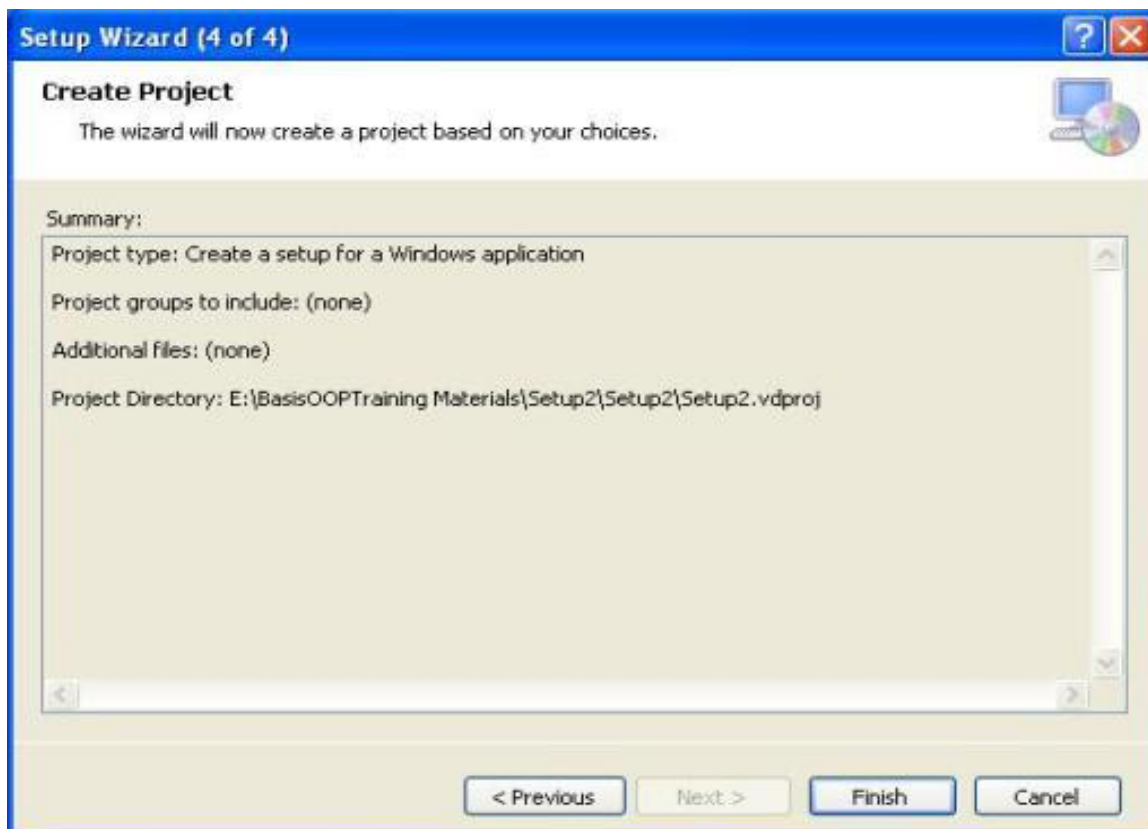 Setup Wizard (4 of 4)
?
Create Project
The wizard will now create a project based on your choices.
Summary:
Project type: Create a setup for a Windows application
Project groups to include: (none)
Additional files: (none)
Project Directory: E:\BasisOOPTraining Materials\Setup2\Setup2\Setup2.vdproj
< Previous
Next >
Finish
Cancel